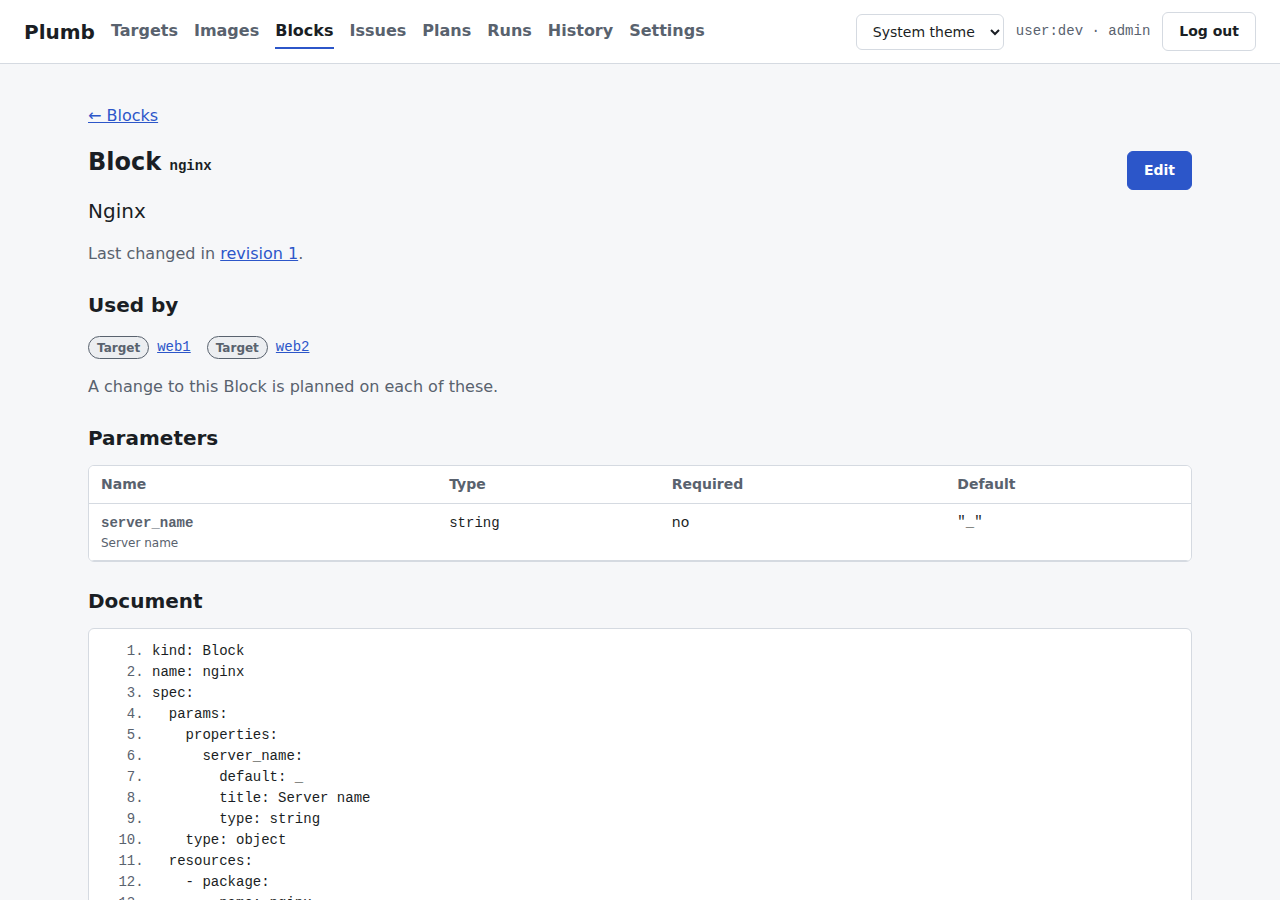 Plumb Targets Images Blocks Issues Plans Runs History Settings System theme user:dev · admin Log out
← Blocks
Block nginx
Edit
Nginx
Last changed in revision 1.
Used by
Target web1 Target web2
A change to this Block is planned on each of these.
Parameters
Name Type Required Default
server_name string no "_"
Server name
Document
1. kind: Block
2. name: nginx
3. spec:
4.   params:
5.     properties:
6.       server_name:
7.         default: _
8.         title: Server name
9.         type: string
10.     type: object
11.   resources:
12.     - package: